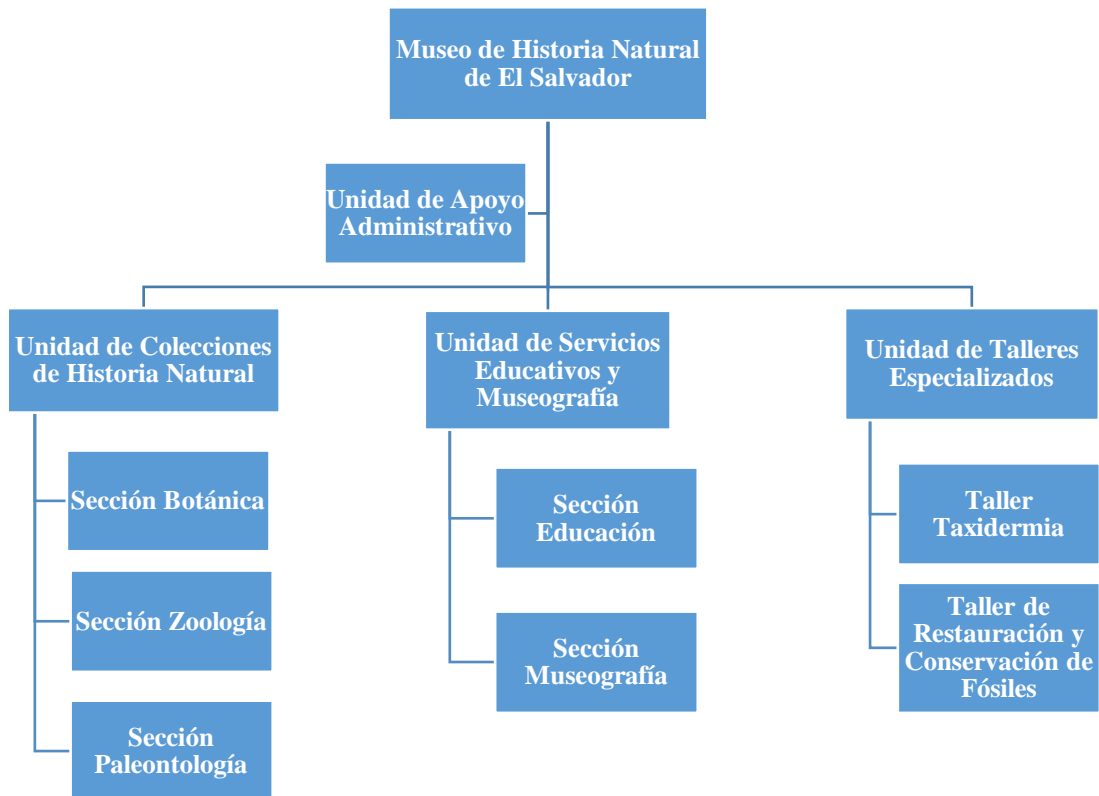 Museo de Historia Natural
de El Salvador
Unidad de Apoyo
Administrativo
Unidad de Colecciones
de Historia Natural
Sección Botánica
Sección Zoología
Sección
Paleontología
Unidad de Servicios
Educativos y
Museografía
Sección
Educación
Sección
Museografía
Unidad de Talleres
Especializados
Taller
Taxidermia
Taller de
Restauración y
Conservación de
Fósiles